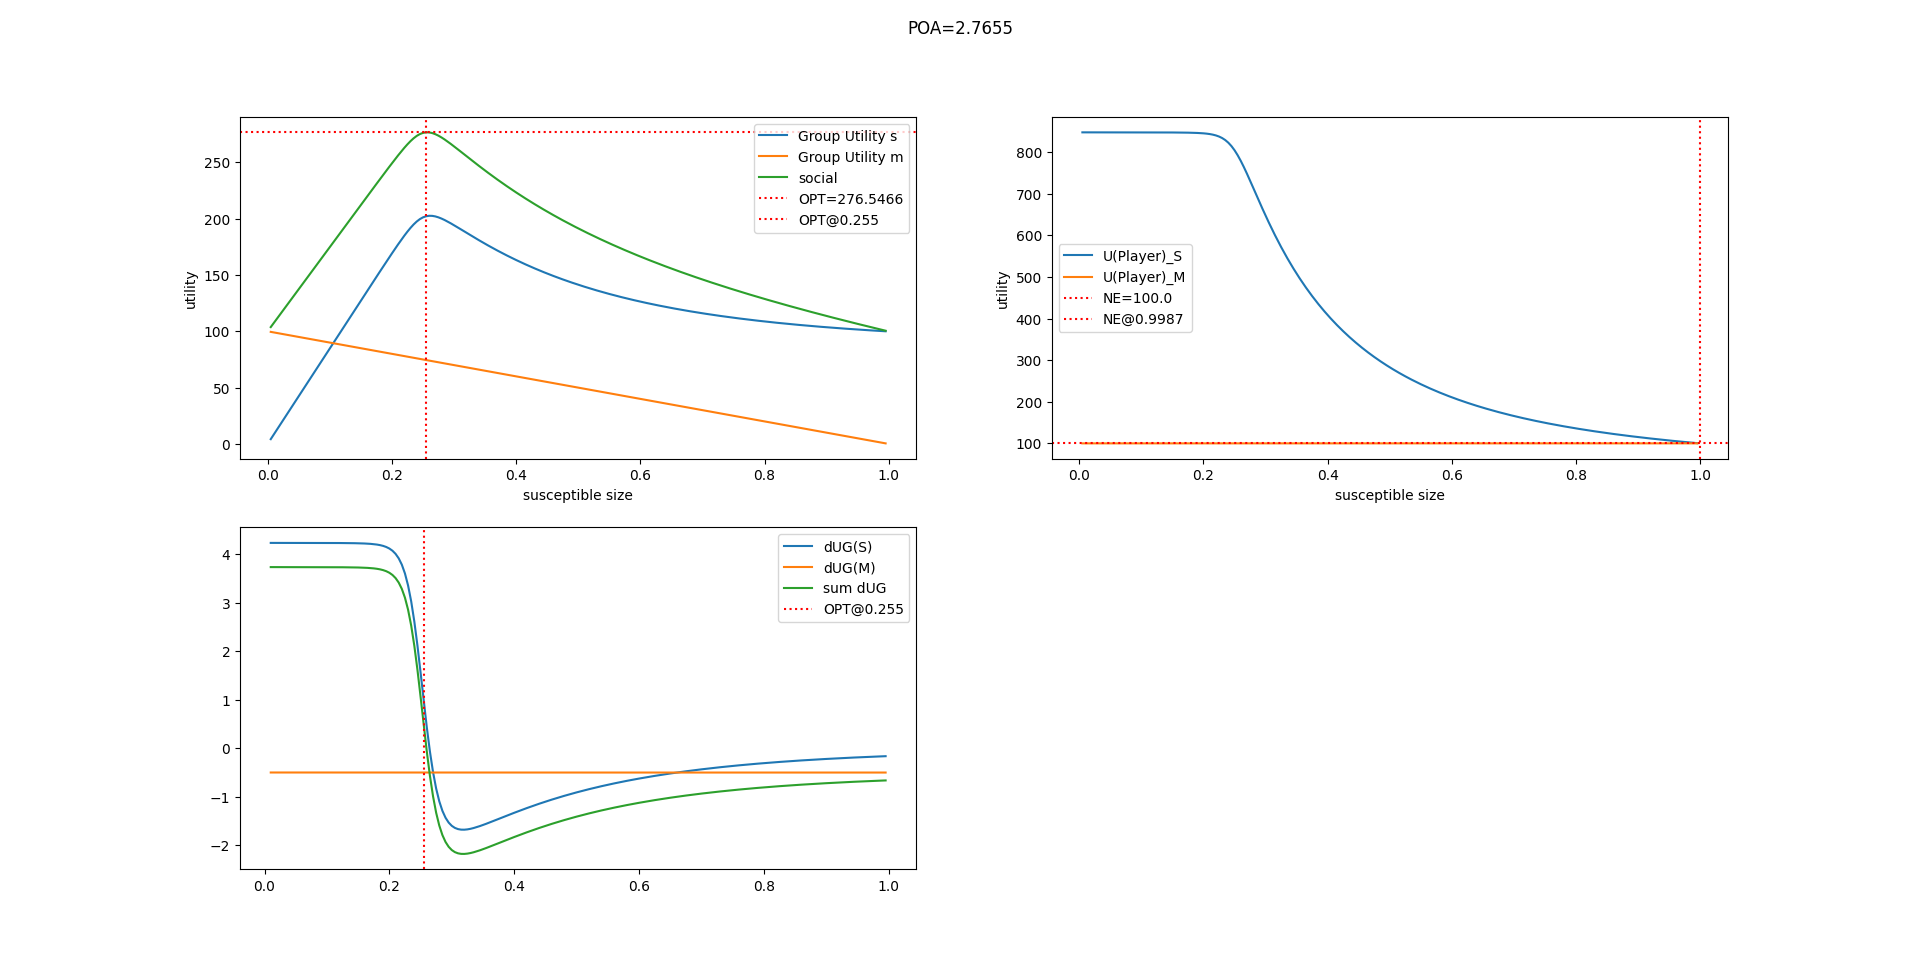 POA=2.7655
utility
250
200
150
100
50
0
0.0 0.2 0.4 0.6 0.8 1.0
susceptible size
Group Utility s
Group Utility m
social
OPT=276.5466
OPT@0.255
utility
800
700
600
500
400
300
200
100
0.0 0.2 0.4 0.6 0.8 1.0
susceptible size
U(Player)_S
U(Player)_M
NE=100.0
NE@0.9987
4
3
2
1
0
−1
−2
0.0 0.2 0.4 0.6 0.8 1.0
dUG(S)
dUG(M)
sum dUG
OPT@0.255